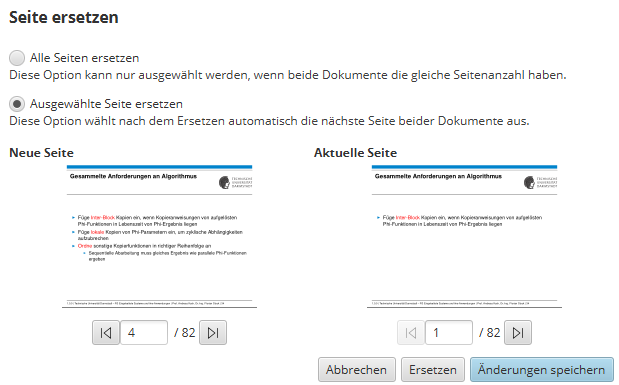 Seite ersetzen
Alle Seiten ersetzen
Diese Option kann nur ausgewählt werden, wenn beide Dokumente die gleiche Seitenanzahl haben.
Ausgewählte Seite ersetzen
Diese Option wählt nach dem Ersetzen automatisch die nächste Seite beider Dokumente aus.
Neue Seite
Gesammelte Anforderungen an Algorithmus
TECHNISCHE
UNIVERSITÄT
DARMSTADT
Füge Inter-Block Kopien ein, wenn Kopieranweisungen von aufgelösten
Phi-Funktionen in Lebenszeit von Phi-Ergebnis liegen
Füge lokale Kopien von Phi-Parametern ein, um zyklische Abhängigkeiten
aufzubrechen
Ordne sonstige Kopierfunktionen in richtiger Reihenfolge an
Sequentielle Abarbeitung muss gleiches Ergebnis wie parallele Phi-Funktionen
ergeben
4 / 82
Aktuelle Seite
Gesammelte Anforderungen an Algorithmus
TECHNISCHE
UNIVERSITÄT
DARMSTADT
Füge Inter-Block Kopien ein, wenn Kopieranweisungen von aufgelösten
Phi-Funktionen in Lebenszeit von Phi-Ergebnis liegen
1 / 82
Abbrechen Ersetzen Änderungen speichern